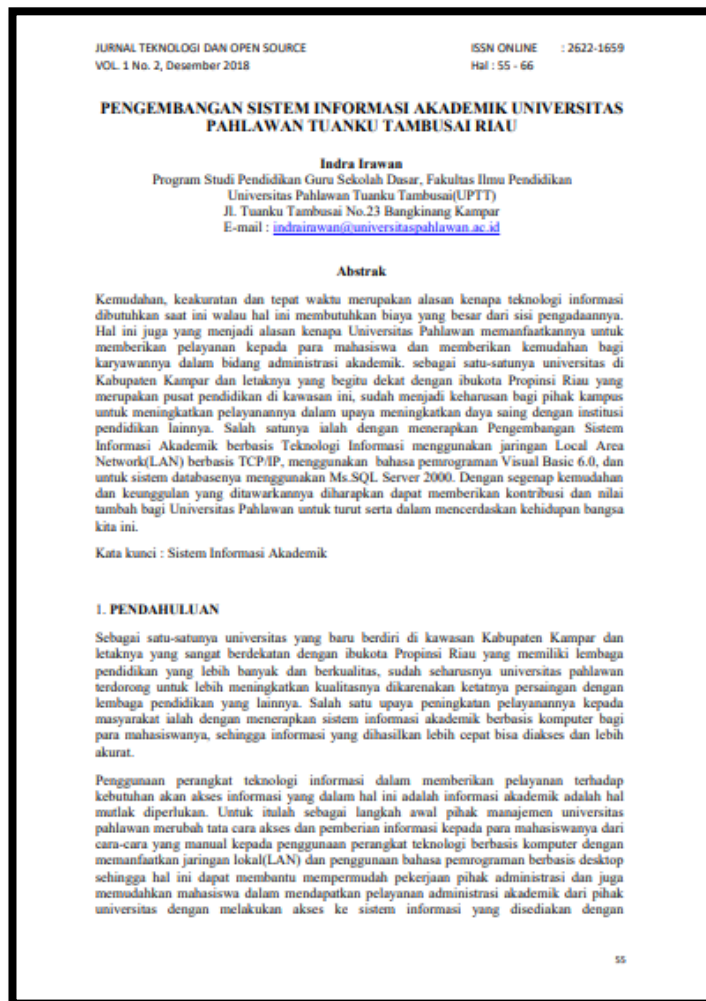 JURNAL TEKNOLOGI DAN OPEN SOURCE ISSN ONLINE : 2622-1659
VOL. 1 No. 2, Desember 2018 Hal : 55 - 66
PENGEMBANGAN SISTEM INFORMASI AKADEMIK UNIVERSITAS
PAHLAWAN TUANKU TAMBUSAI RIAU
Indra Irawan
Program Studi Pendidikan Guru Sekolah Dasar, Fakultas Ilmu Pendidikan
Universitas Pahlawan Tuanku Tambusai(UPTT)
Jl. Tuanku Tambusai No.23 Bangkinang Kampar
E-mail : indrairawan@universitaspahlawan.ac.id
Abstrak
Kemudahan, keakuratan dan tepat waktu merupakan alasan kenapa teknologi informasi
dibutuhkan saat ini walau hal ini membutuhkan biaya yang besar dari sisi pengadaannya.
Hal ini juga yang menjadi alasan kenapa Universitas Pahlawan memanfaatkannya untuk
memberikan pelayanan kepada para mahasiswa dan memberikan kemudahan bagi
karyawannya dalam bidang administrasi akademik. sebagai satu-satunya universitas di
Kabupaten Kampar dan letaknya yang begitu dekat dengan ibukota Propinsi Riau yang
merupakan pusat pendidikan di kawasan ini, sudah menjadi keharusan bagi pihak kampus
untuk meningkatkan pelayanannya dalam upaya meningkatkan daya saing dengan institusi
pendidikan lainnya. Salah satunya ialah dengan menerapkan Pengembangan Sistem
Informasi Akademik berbasis Teknologi Informasi menggunakan jaringan Local Area
Network(LAN) berbasis TCP/IP, menggunakan bahasa pemrograman Visual Basic 6.0, dan
untuk sistem databasenya menggunakan Ms.SQL Server 2000. Dengan segenap kemudahan
dan keunggulan yang ditawarkannya diharapkan dapat memberikan kontribusi dan nilai
tambah bagi Universitas Pahlawan untuk turut serta dalam mencerdaskan kehidupan bangsa
kita ini.
Kata kunci : Sistem Informasi Akademik
1. PENDAHULUAN
Sebagai satu-satunya universitas yang baru berdiri di kawasan Kabupaten Kampar dan
letaknya yang sangat berdekatan dengan ibukota Propinsi Riau yang memiliki lembaga
pendidikan yang lebih banyak dan berkualitas, sudah seharusnya universitas pahlawan
terdorong untuk lebih meningkatkan kualitasnya dikarenakan ketatnya persaingan dengan
lembaga pendidikan yang lainnya. Salah satu upaya peningkatan pelayanannya kepada
masyarakat ialah dengan menerapkan sistem informasi akademik berbasis komputer bagi
para mahasiswanya, sehingga informasi yang dihasilkan lebih cepat bisa diakses dan lebih
akurat.
Penggunaan perangkat teknologi informasi dalam memberikan pelayanan terhadap
kebutuhan akan akses informasi yang dalam hal ini adalah informasi akademik adalah hal
mutlak diperlukan. Untuk itulah sebagai langkah awal pihak manajemen universitas
pahlawan merubah tata cara akses dan pemberian informasi kepada para mahasiswanya dari
cara-cara yang manual kepada penggunaan perangkat teknologi berbasis komputer dengan
memanfaatkan jaringan lokal(LAN) dan penggunaan bahasa pemrograman berbasis desktop
sehingga hal ini dapat membantu mempermudah pekerjaan pihak administrasi dan juga
memudahkan mahasiswa dalam mendapatkan pelayanan administrasi akademik dari pihak
universitas dengan melakukan akses ke sistem informasi yang disediakan dengan
55